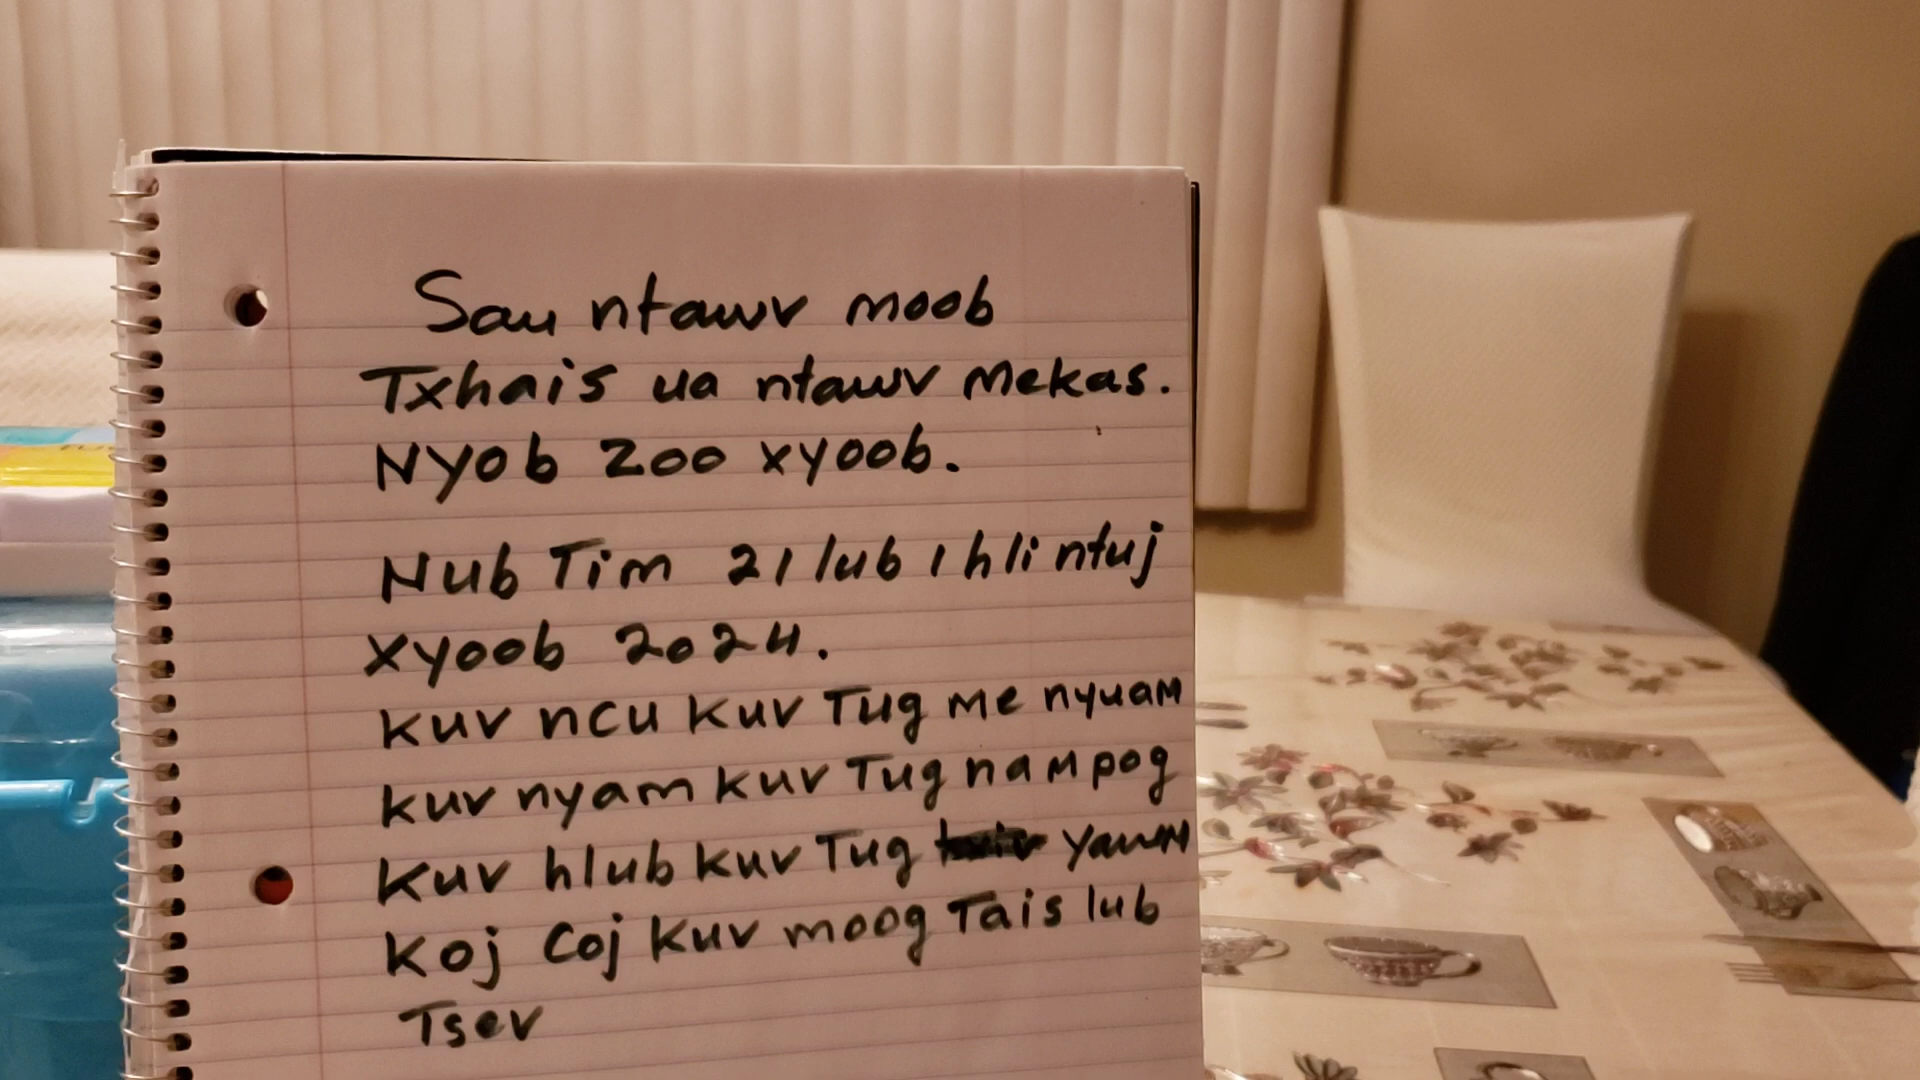 Sau ntawv moob
Txhais ua ntawv Mekas.
Nyob Zoo xyoob.
Nub Tim 21 lub 1 hli ntuj
Xyoob 2024.
Kuv ncu kuv Tug me nyuam
Kuv nyam kuv Tug nam pog
Kuv hlub kuv Tug yawm
Koj coj kuv moog Tais lub
Tsev